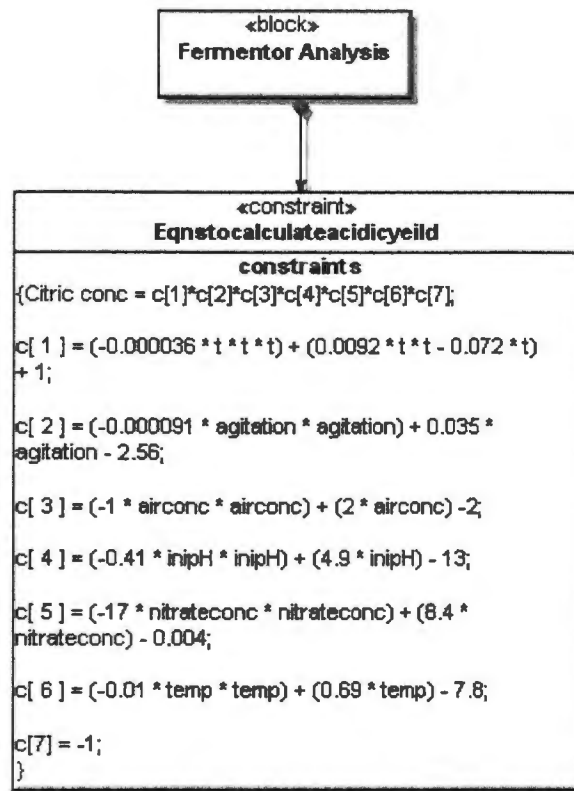 «block»
Fermentor Analysis
«constraint»
Eqnstocalculateacidicyeild
constraints
{Citric conc = c[1]*c[2]*c[3]*c[4]*c[5]*c[6]*c[7];
c[ 1 ] = (-0.000036 * t * t * t) + (0.0092 * t * t - 0.072 * t)
+ 1;
c[ 2 ] = (-0.000091 * agitation * agitation) + 0.035 *
agitation - 2.56;
c[ 3 ] = (-1 * airconc * airconc) + (2 * airconc) -2;
c[ 4 ] = (-0.41 * inipH * inipH) + (4.9 * inipH) - 13;
c[ 5 ] = (-17 * nitrateconc * nitrateconc) + (8.4 *
nitrateconc) - 0.004;
c[ 6 ] = (-0.01 * temp * temp) + (0.69 * temp) - 7.8;
c[7] = -1;
}